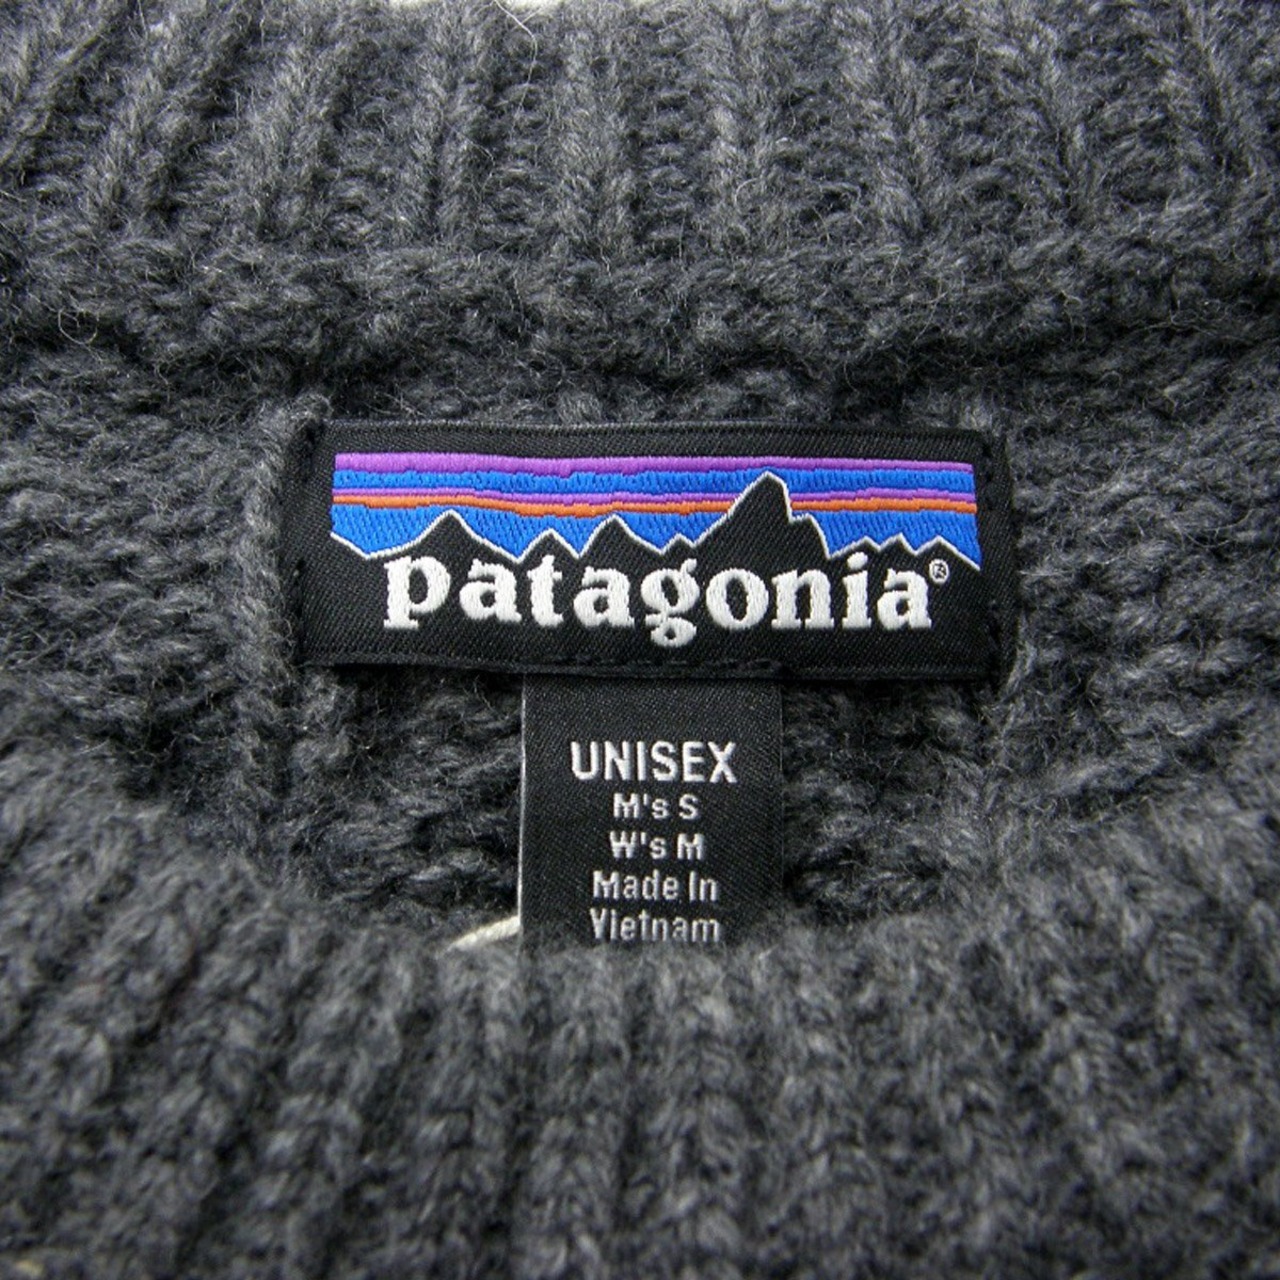 patagonia®
UNISEX
M's S
W's M
Made In
Vietnam